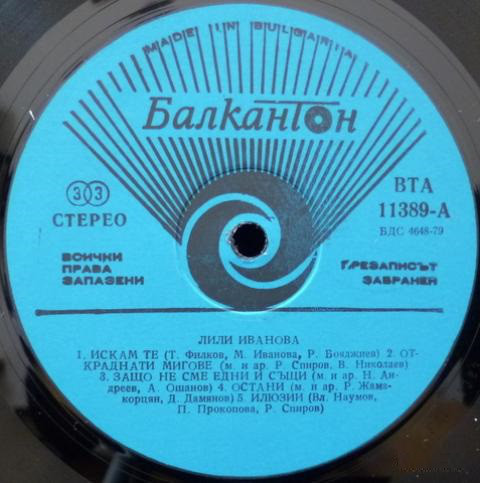 MADE IN BULGARIA
Балкантон
33
СТЕРЕО
ВТА
11389-А
БДС 4648-79
ВСИЧКИ
ПРАВА
ЗАПАЗЕНИ
ПРЕЗАПИСЪТ
ЗАБРАНЕН
ЛИЛИ ИВАНОВА
1. ИСКАМ ТЕ (Т. Филков, М. Иванова, Р. Бояджиев) 2. ОТ-
КРАДНАТИ МИГОВЕ (м. и ар. Р. Спиров, В. Николаев)
3. ЗАЩО НЕ СМЕ ЕДНИ И СЪЩИ (м. и ар. Н. Ан-
дреев, А. Ошанов) 4. ОСТАНИ (м. и ар. Р. Жама-
корцян, Д. Дамянов) 5. ИЛЮЗИИ (Вл. Наумов,
П. Прокопова, Р. Спиров)